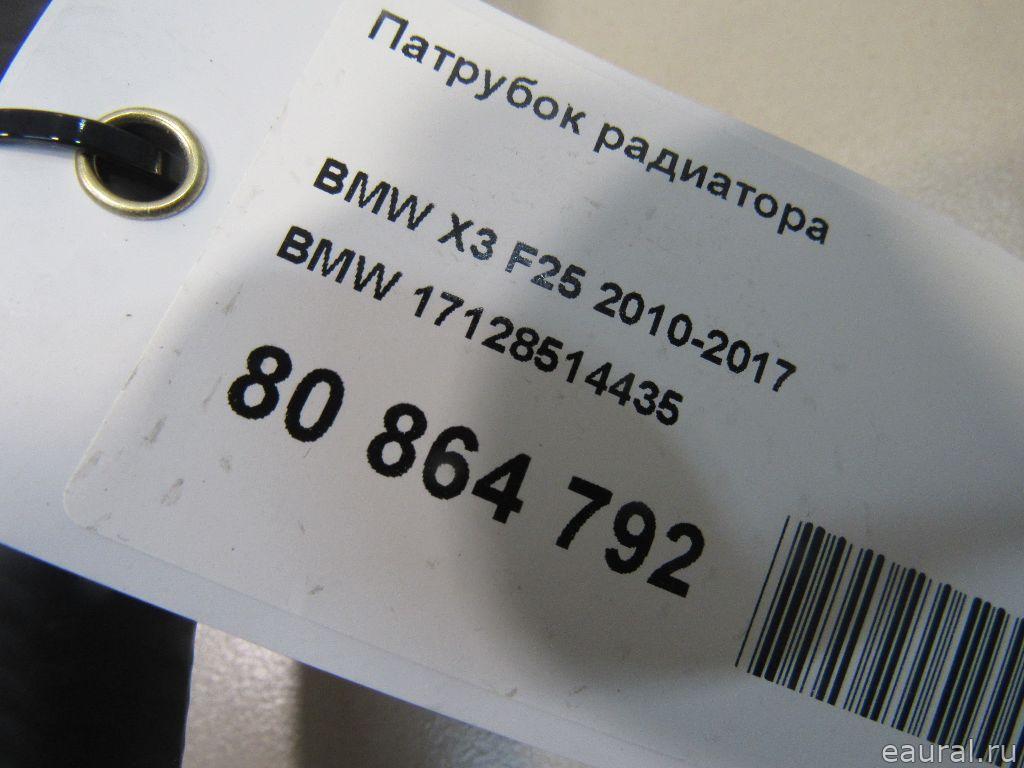 Патрубок радиатора
BMW X3 F25 2010-2017
BMW 17128514435
80 864 792
eaural.ru